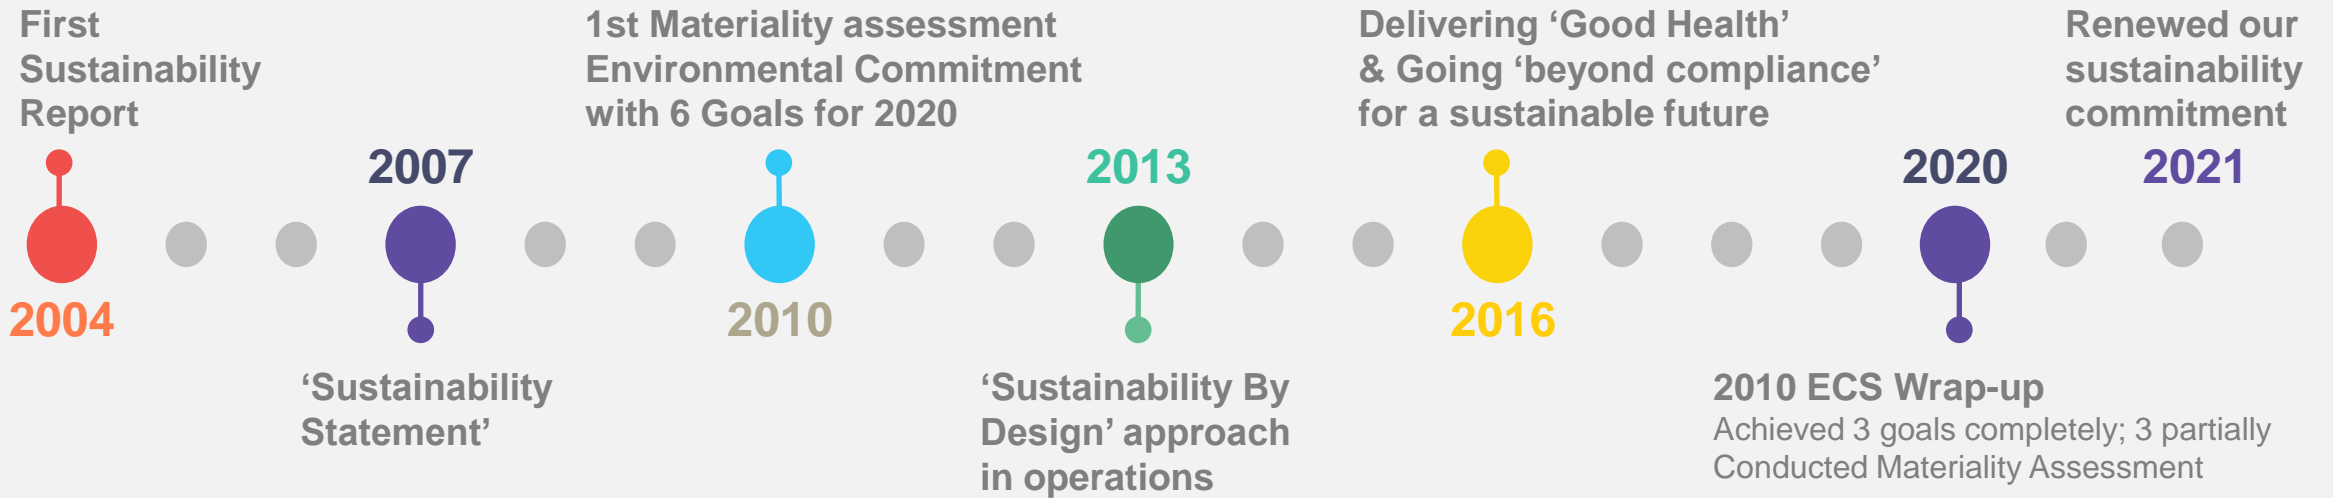 First
Sustainability
Report
2004
2007
‘Sustainability
Statement’
1st Materiality assessment
Environmental Commitment
with 6 Goals for 2020
2010
2013
‘Sustainability By
Design’ approach
in operations
Delivering ‘Good Health’
& Going ‘beyond compliance’
for a sustainable future
2016
2020
2010 ECS Wrap-up
Achieved 3 goals completely; 3 partially
Conducted Materiality Assessment
Renewed our
sustainability
commitment
2021